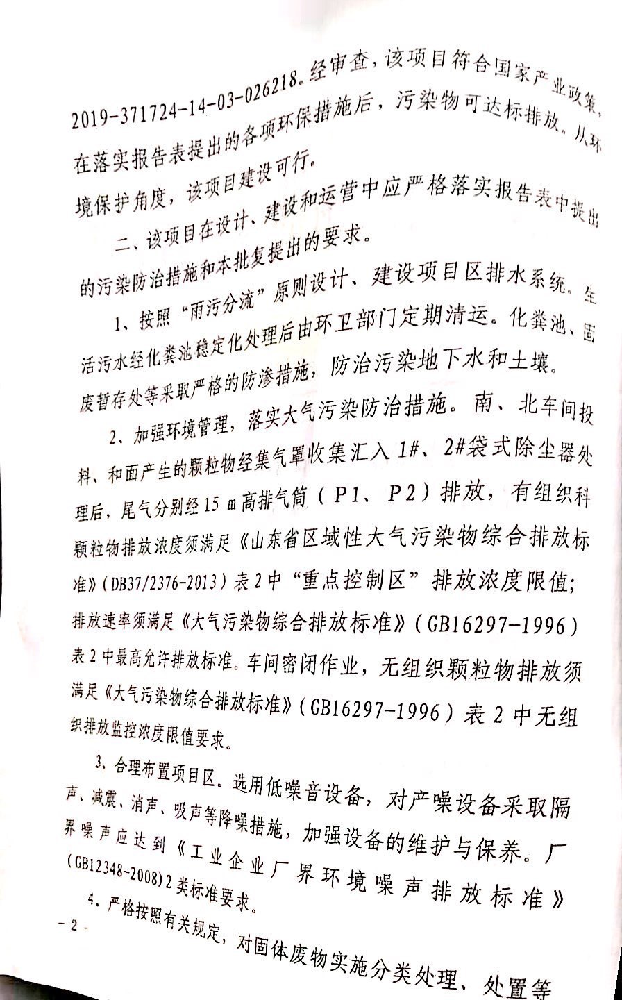 2019-371724-14-03-026218。经审查，该项目符合国家产业政策，
在落实报告表提出的各项环保措施后，污染物可达标排放。从环
境保护角度，该项目建设可行。
二、该项目在设计、建设和运营中应严格落实报告表中提出
的污染防治措施和本批复提出的要求。
1、按照“雨污分流”原则设计、建设项目区排水系统。生
活污水经化粪池稳定化处理后由环卫部门定期清运。化粪池、固
废暂存处等采取严格的防渗措施，防治污染地下水和土壤。
2、加强环境管理，落实大气污染防治措施。南、北车间投
料、和面产生的颗粒物经集气罩收集汇入1#、2#袋式除尘器处
理后，尾气分别经15m高排气筒（P1、P2）排放，有组织科
颗粒物排放浓度须满足《山东省区域性大气污染物综合排放标
准》（DB37/2376-2013）表2中“重点控制区”排放浓度限值；
排放速率须满足《大气污染物综合排放标准》（GB16297-1996）
表2中最高允许排放标准。车间密闭作业，无组织颗粒物排放须
满足《大气污染物综合排放标准》（GB16297-1996）表2中无组
织排放监控浓度限值要求。
3．合理布置项目区。选用低噪音设备，对产噪设备采取隔
声、减震、消声、吸声等降噪措施，加强设备的维护与保养。厂
界噪声应达到《工业企业厂界环境噪声排放标准》
（GB12348-2008）2类标准要求。
4．严格按照有关规定，对固体废物实施分类处理、处置等
-2-